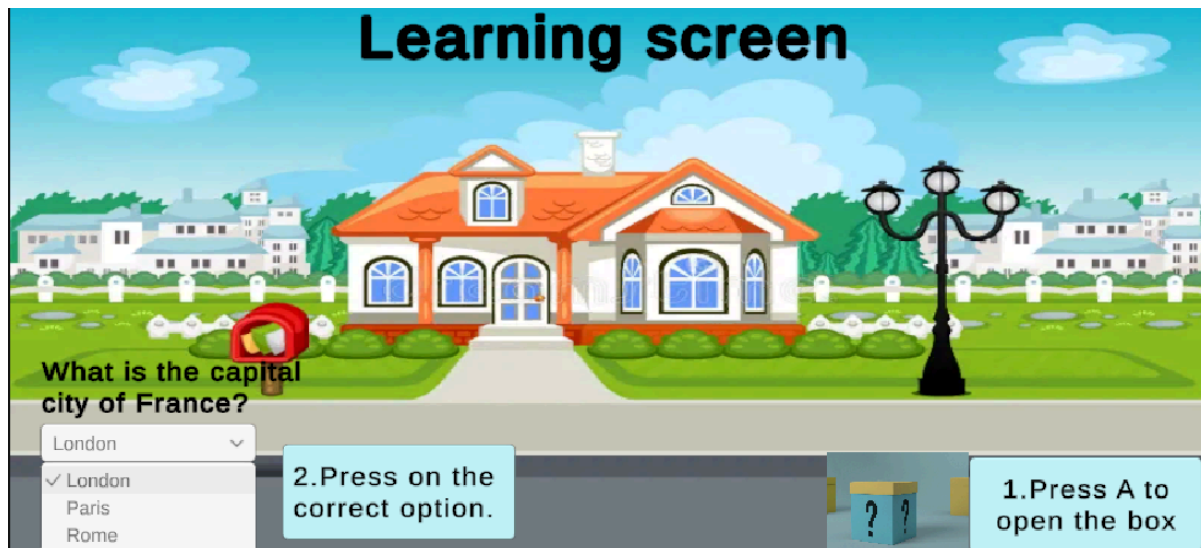 Learning screen
What is the capital
city of France?
London
London
Paris
Rome
2.Press on the
correct option.
? ?
1.Press A to
open the box